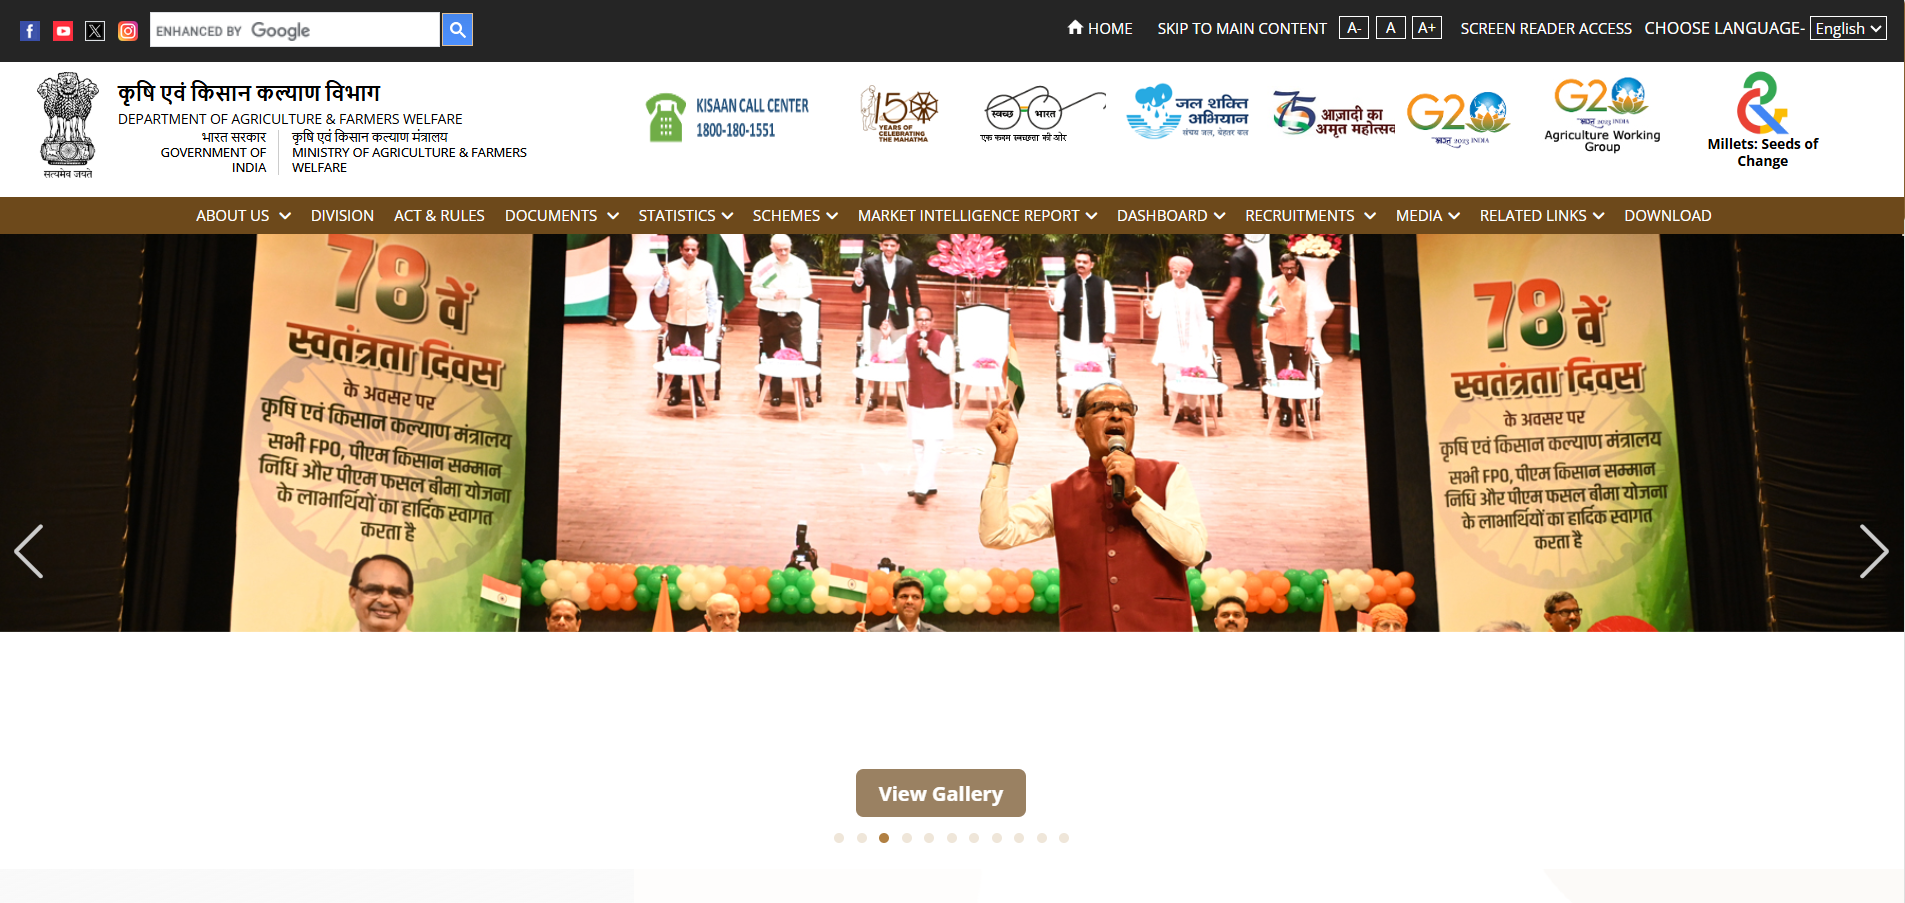 ENHANCED BY Google
HOME
SKIP TO MAIN CONTENT
A-
A
A+
SCREEN READER ACCESS
CHOOSE LANGUAGE-
English
कृषि एवं किसान कल्याण विभाग
DEPARTMENT OF AGRICULTURE & FARMERS WELFARE
भारत सरकार
GOVERNMENT OF
INDIA
कृषि एवं किसान कल्याण मंत्रालय
MINISTRY OF AGRICULTURE & FARMERS
WELFARE
सत्यमेव जयते
KISAAN CALL CENTER
1800-180-1551
150
YEARS OF
CELEBRATING
THE MAHATMA
स्वच्छ भारत
एक कदम स्वच्छता की ओर
जल शक्ति
अभियान
संचय जल, बेहतर कल
75
आज़ादी का
अमृत महोत्सव
G20
भारत 2023 INDIA
G20
भारत 2023 INDIA
Agriculture Working
Group
Millets: Seeds of
Change
ABOUT US
DIVISION
ACT & RULES
DOCUMENTS
STATISTICS
SCHEMES
MARKET INTELLIGENCE REPORT
DASHBOARD
RECRUITMENTS
MEDIA
RELATED LINKS
DOWNLOAD
78 वें
स्वतंत्रता दिवस
के अवसर पर
कृषि एवं किसान कल्याण मंत्रालय
सभी FPO, पीएम किसान सम्मान
निधि और पीएम फसल बीमा योजना
के लाभार्थियों का हार्दिक स्वागत
करता है
78 वें
स्वतंत्रता दिवस
के अवसर पर
कृषि एवं किसान कल्याण मंत्रालय
सभी FPO, पीएम किसान सम्मान
निधि और पीएम फसल बीमा योजना
के लाभार्थियों का हार्दिक स्वागत
करता है
View Gallery